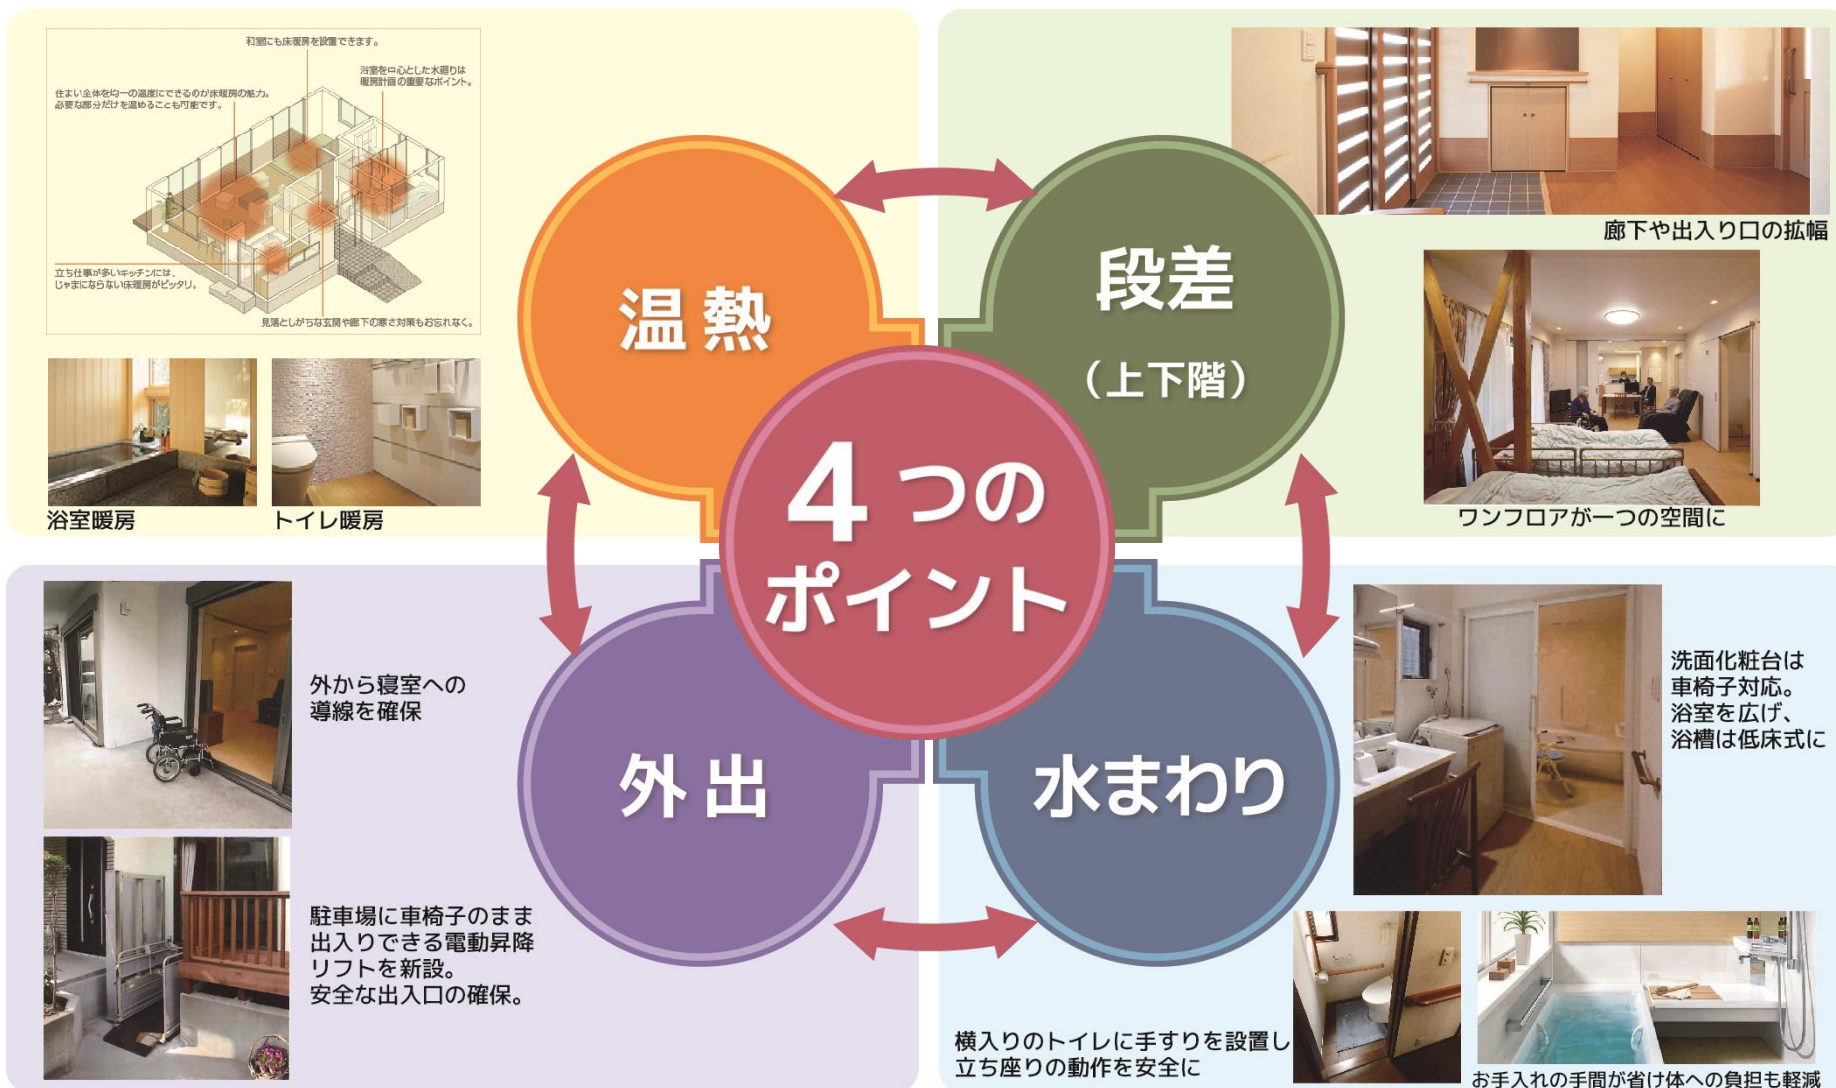 和室にも床暖房を設置できます。
浴室を中心とした水廻りは
暖房計画の重要なポイント。
住まい全体を均一の温度にできるのが床暖房の魅力。
必要な部分だけを温めることも可能です。
立ち仕事が多いキッチンには、
じゃまにならない床暖房がピッタリ。
見落としがちな玄関や廊下の寒さ対策もお忘れなく。
浴室暖房
トイレ暖房
温熱
段差
（上下階）
廊下や出入り口の拡幅
ワンフロアが一つの空間に
4つの
ポイント
外から寝室への
導線を確保
駐車場に車椅子のまま
出入りできる電動昇降
リフトを新設。
安全な出入口の確保。
外出
水まわり
洗面化粧台は
車椅子対応。
浴室を広げ、
浴槽は低床式に
横入りのトイレに手すりを設置し
立ち座りの動作を安全に
お手入れの手間が省け体への負担も軽減